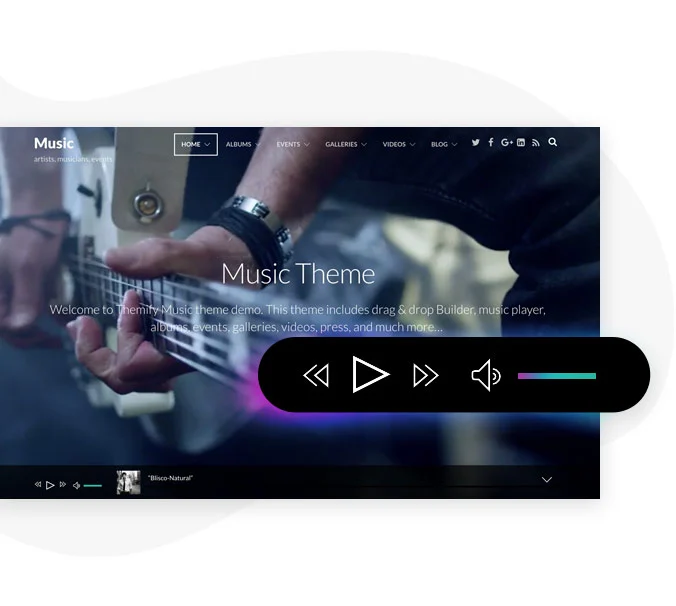 Music
artists, musicians, events
HOME ALBUMS EVENTS GALLERIES VIDEOS BLOG
Music Theme
Welcome to Themify Music theme demo. This theme includes drag & drop Builder, music player,
albums, events, galleries, videos, press, and much more...
"Blisco-Natural"